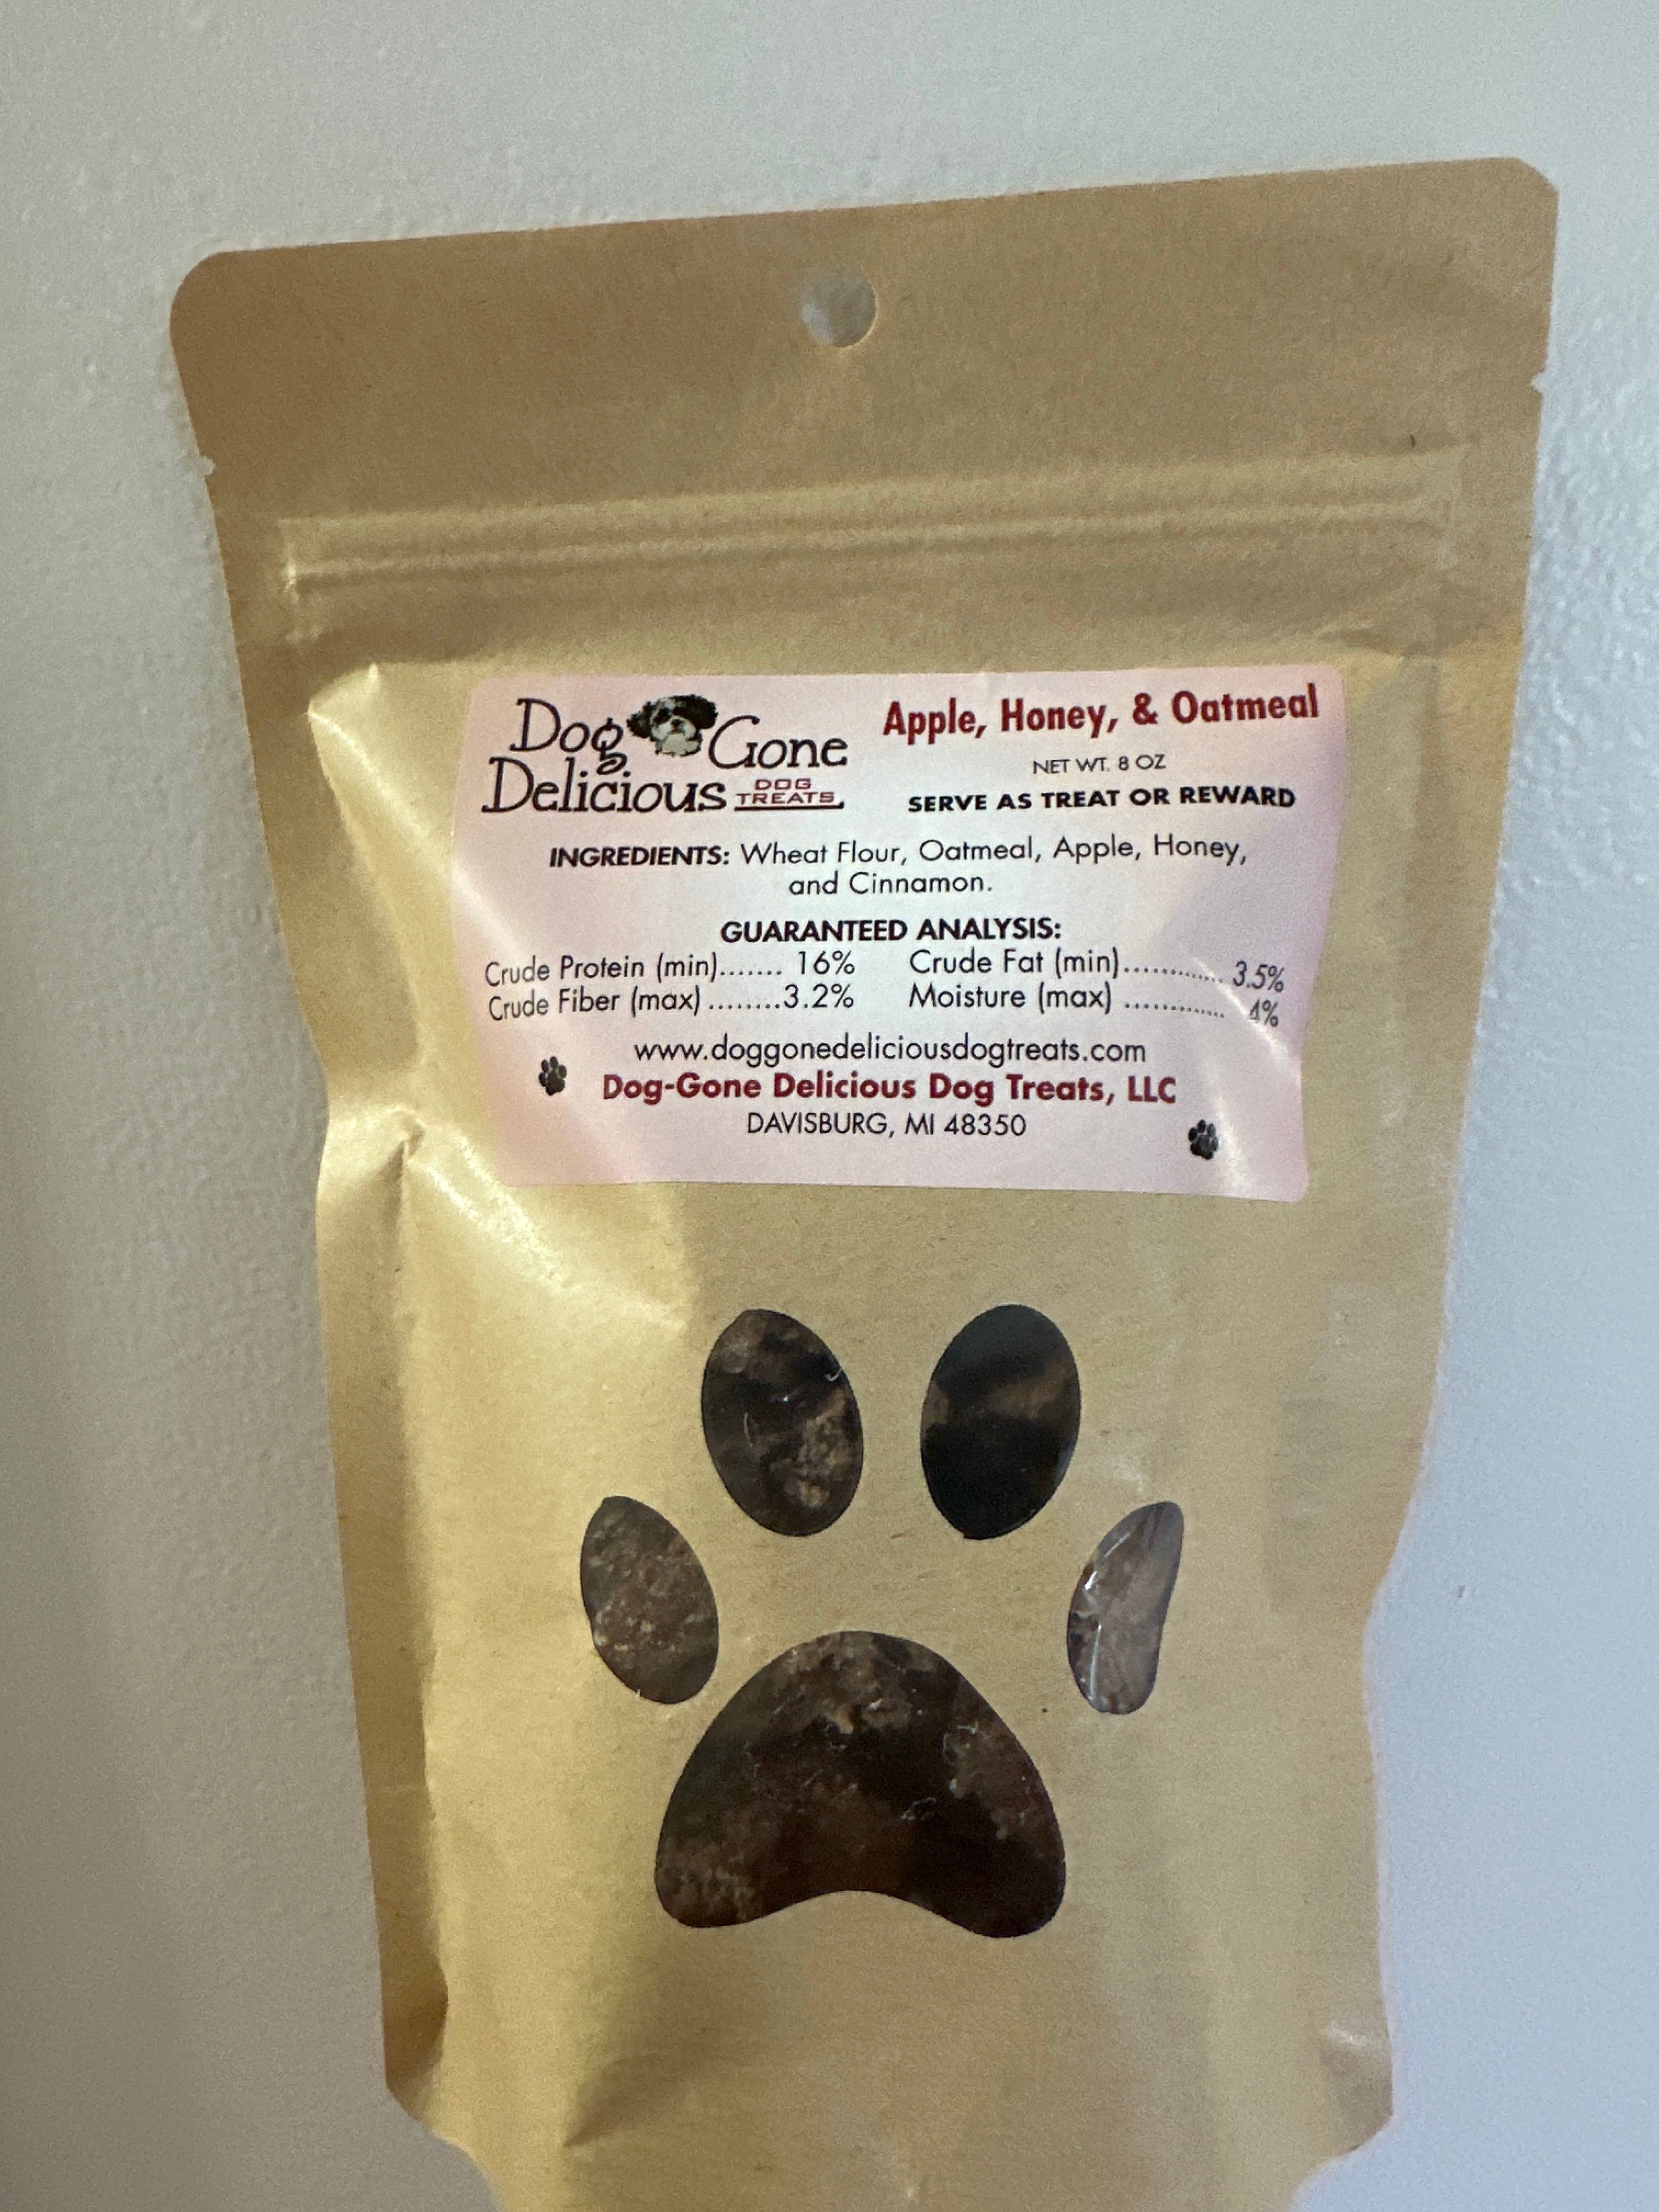 Dog Gone
Delicious DOG TREATS
Apple, Honey, & Oatmeal
NET WT. 8 OZ
SERVE AS TREAT OR REWARD
INGREDIENTS: Wheat Flour, Oatmeal, Apple, Honey,
and Cinnamon.
GUARANTEED ANALYSIS:
Crude Protein (min)....... 16% Crude Fat (min)............. 3.5%
Crude Fiber (max) ........3.2% Moisture (max) ............. 4%
www.doggonedeliciousdogtreats.com
Dog-Gone Delicious Dog Treats, LLC
DAVISBURG, MI 48350